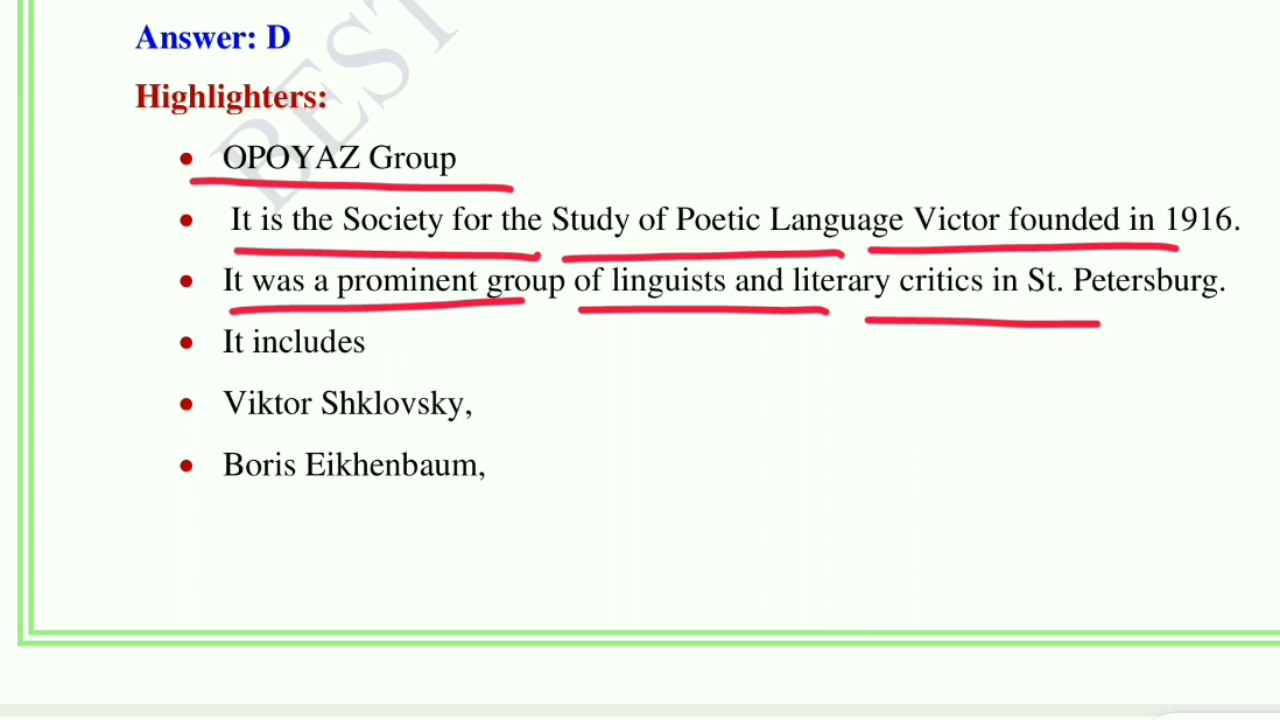 Answer: D
Highlighters:
• OPOYAZ Group
• It is the Society for the Study of Poetic Language Victor founded in 1916.
• It was a prominent group of linguists and literary critics in St. Petersburg.
• It includes
• Viktor Shklovsky,
• Boris Eikhenbaum,
BEST